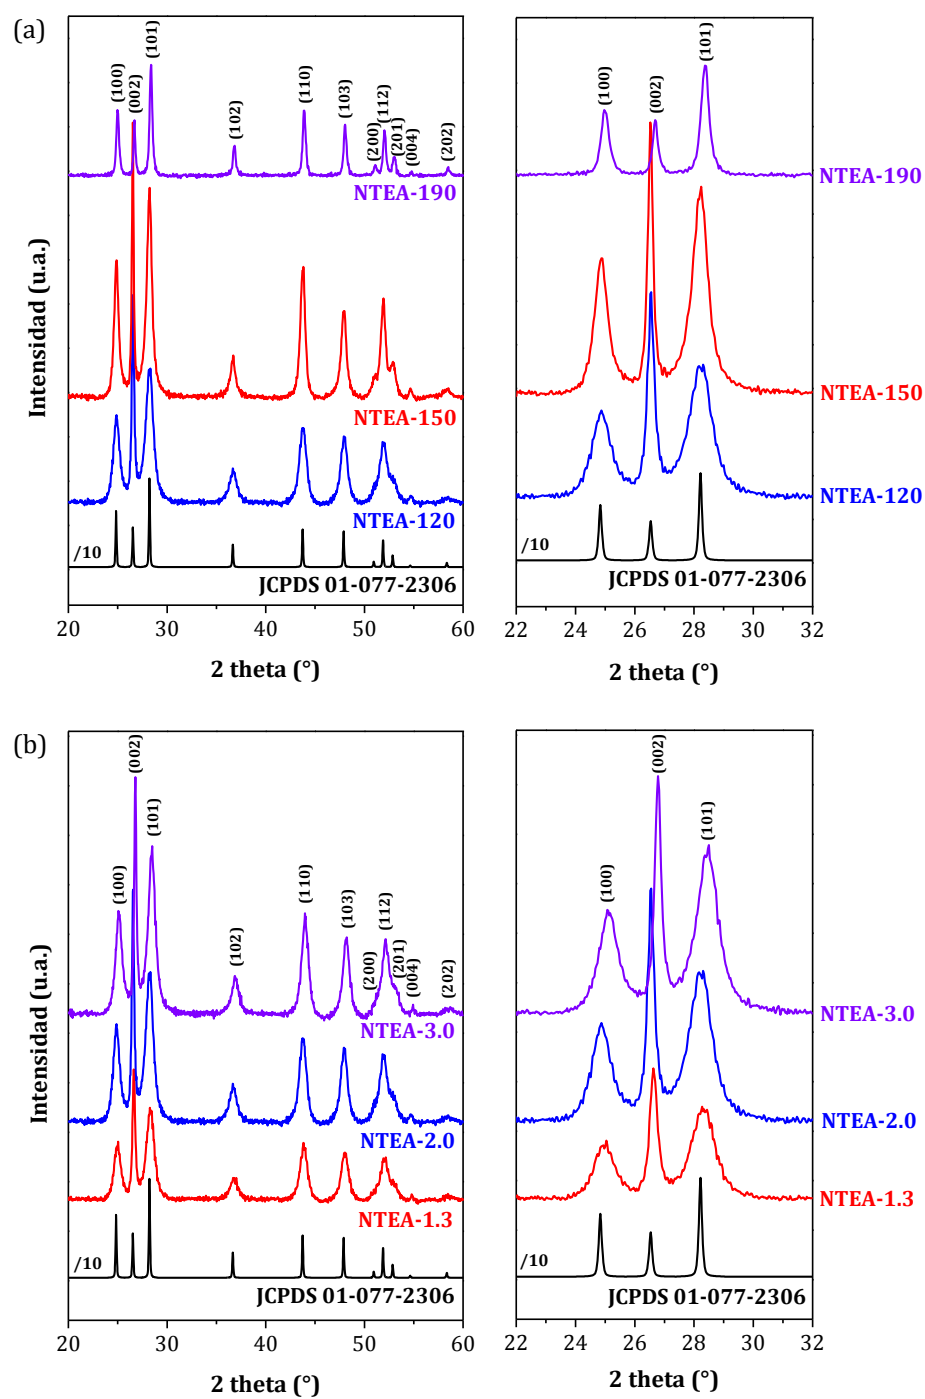 (a)
(100)
(002)
(101)
(102)
(110)
(103)
(200)
(112)
(201)
(004)
(202)
NTEA-190
NTEA-150
NTEA-120
/10
JCPDS 01-077-2306
20 30 40 50 60
2 theta (°)
Intensidad (u.a.)
(100)
(002)
(101)
NTEA-190
NTEA-150
NTEA-120
/10
JCPDS 01-077-2306
22 24 26 28 30 32
2 theta (°)
(b)
(100)
(002)
(101)
(102)
(110)
(103)
(200)
(112)
(201)
(004)
(202)
NTEA-3.0
NTEA-2.0
NTEA-1.3
/10
JCPDS 01-077-2306
20 30 40 50 60
2 theta (°)
Intensidad (u.a.)
(100)
(002)
(101)
NTEA-3.0
NTEA-2.0
NTEA-1.3
/10
JCPDS 01-077-2306
22 24 26 28 30 32
2 theta (°)